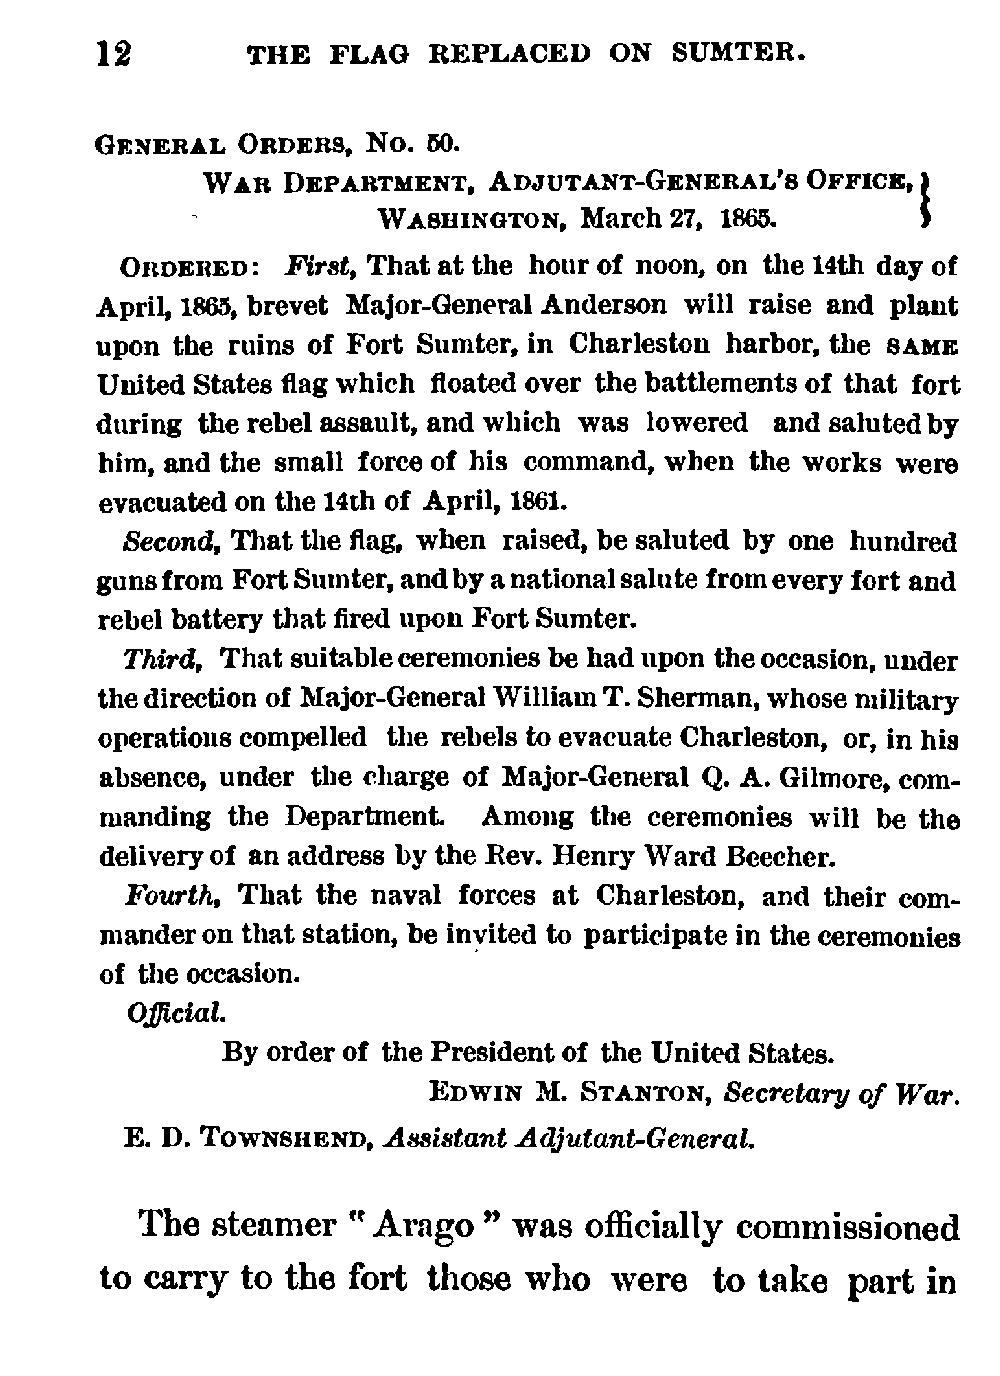 12 THE FLAG REPLACED ON SUMTER.
GENERAL ORDERS, NO. 50.
WAR DEPARTMENT, ADJUTANT-GENERAL'S OFFICE, }
WASHINGTON, March 27, 1865.
ORDERED: First, That at the hour of noon, on the 14th day of
April, 1865, brevet Major-General Anderson will raise and plant
upon the ruins of Fort Sumter, in Charleston harbor, the SAME
United States flag which floated over the battlements of that fort
during the rebel assault, and which was lowered and saluted by
him, and the small force of his command, when the works were
evacuated on the 14th of April, 1861.
Second, That the flag, when raised, be saluted by one hundred
guns from Fort Sumter, and by a national salute from every fort and
rebel battery that fired upon Fort Sumter.
Third, That suitable ceremonies be had upon the occasion, under
the direction of Major-General William T. Sherman, whose military
operations compelled the rebels to evacuate Charleston, or, in his
absence, under the charge of Major-General Q. A. Gilmore, com-
manding the Department. Among the ceremonies will be the
delivery of an address by the Rev. Henry Ward Beecher.
Fourth, That the naval forces at Charleston, and their com-
mander on that station, be invited to participate in the ceremonies
of the occasion.
Official.
By order of the President of the United States.
EDWIN M. STANTON, Secretary of War.
E. D. TOWNSHEND, Assistant Adjutant-General.
The steamer "Arago" was officially commissioned
to carry to the fort those who were to take part in